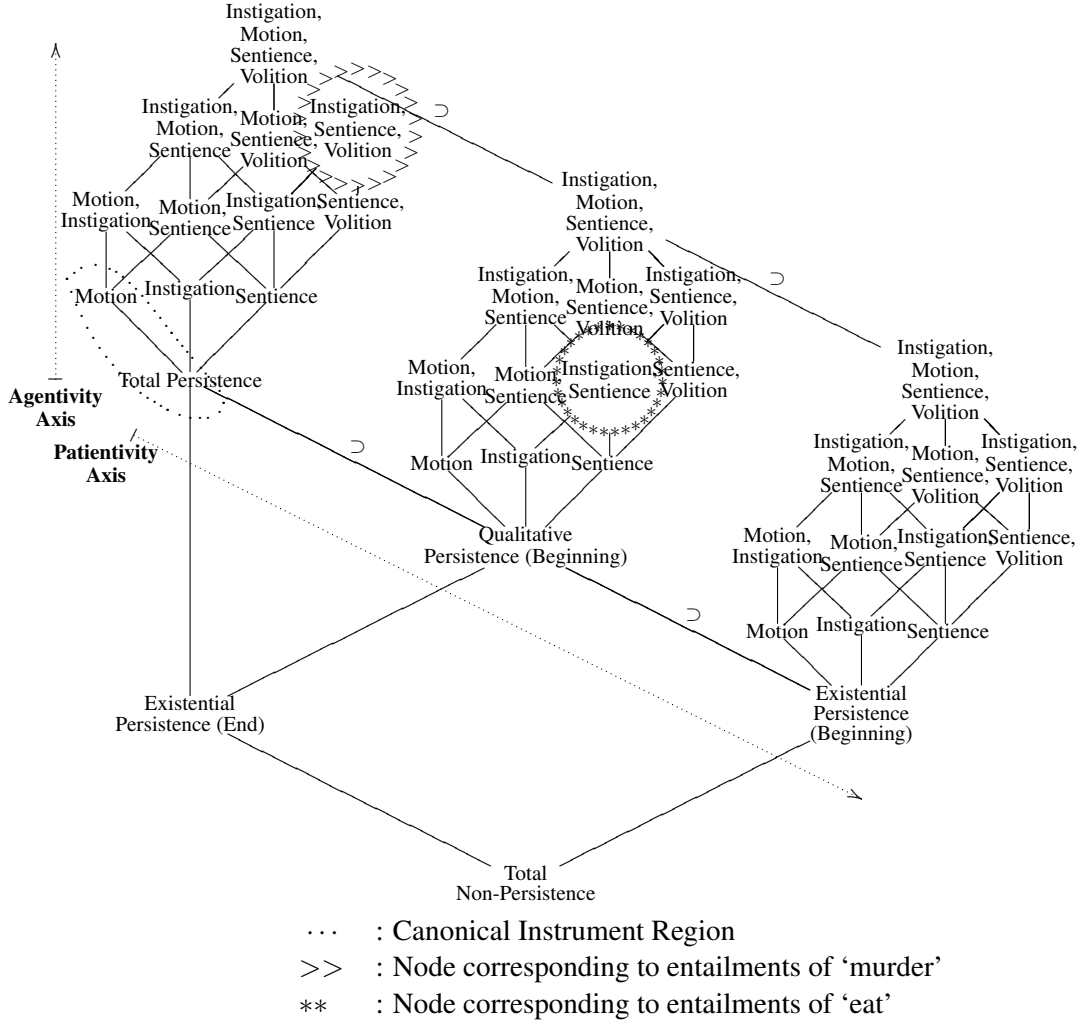 Instigation,
Motion,
Sentience,
Volition
⊃
Instigation,
Motion,
Sentience
Motion,
Sentience,
Volition
Instigation,
Sentience,
Volition
Motion,
Instigation
Motion,
Sentience
Instigation,
Sentience
Sentience,
Volition
Motion
Instigation
Sentience
Total Persistence
Agentivity
Axis
Patientivity
Axis
⊃
Instigation,
Motion,
Sentience,
Volition
⊃
Instigation,
Motion,
Sentience
Motion,
Sentience,
Volition
Instigation,
Sentience,
Volition
Motion,
Instigation
Motion,
Sentience
Instigation,
Sentience
Sentience,
Volition
Motion
Instigation
Sentience
Qualitative
Persistence (Beginning)
⊃
Instigation,
Motion,
Sentience,
Volition
Instigation,
Motion,
Sentience
Motion,
Sentience,
Volition
Instigation,
Sentience,
Volition
Motion,
Instigation
Motion,
Sentience
Instigation,
Sentience
Sentience,
Volition
Motion
Instigation
Sentience
Existential
Persistence (End)
Existential
Persistence
(Beginning)
Total
Non-Persistence
··· : Canonical Instrument Region
>> : Node corresponding to entailments of ‘murder’
** : Node corresponding to entailments of ‘eat’